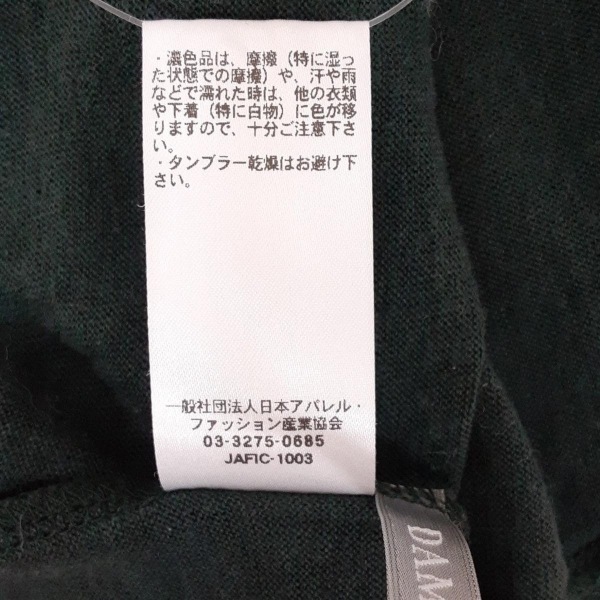 ・濃色品は、摩擦（特に湿っ
た状態での摩擦）や、汗や雨
などで濡れた時は、他の衣類
や下着（特に白物）に色が移
りますので、十分ご注意下さ
い。
・タンブラー乾燥はお避け下
さい。
一般社団法人日本アパレル・
ファッション産業協会
03-3275-0685
JAFIC-1003
DAM